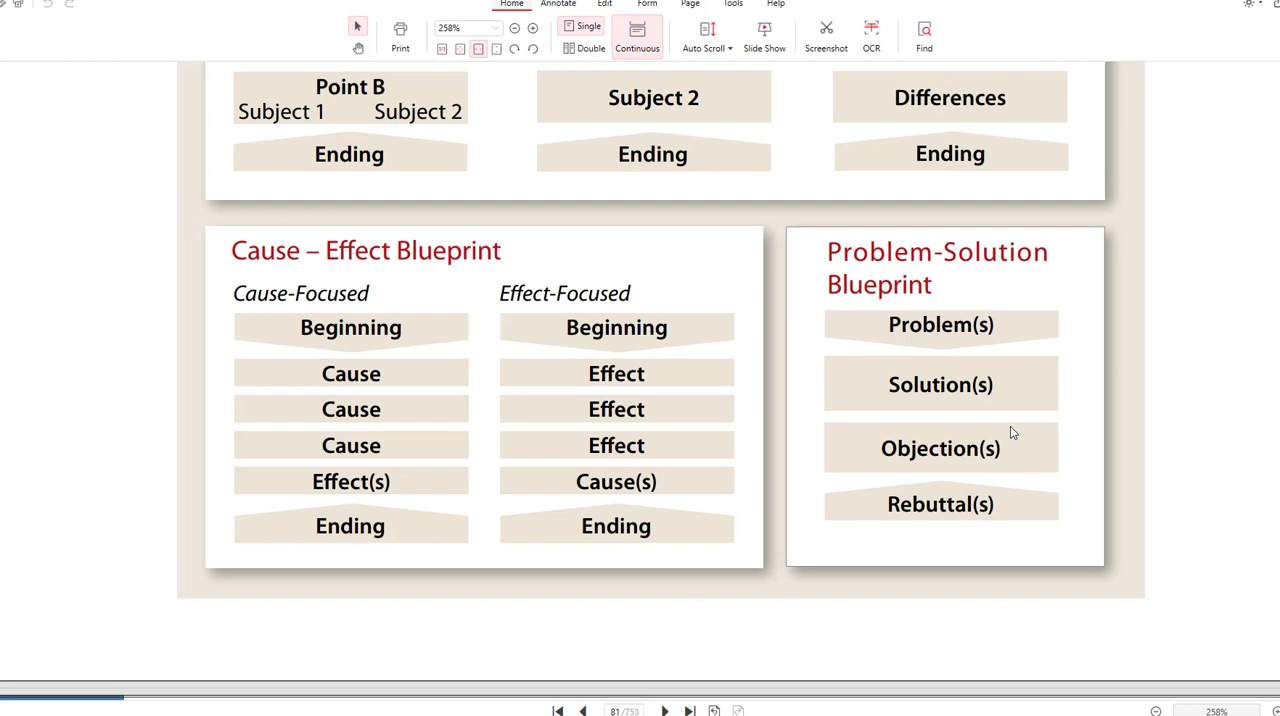 Home Annotate Edit Form Page Tools Help
258% Single
Print Double Continuous Auto Scroll Slide Show Screenshot OCR Find
Point B
Subject 1 Subject 2
Ending
Subject 2
Ending
Differences
Ending
Cause – Effect Blueprint
Cause-Focused
Beginning
Cause
Cause
Cause
Effect(s)
Ending
Effect-Focused
Beginning
Effect
Effect
Effect
Cause(s)
Ending
Problem-Solution
Blueprint
Problem(s)
Solution(s)
Objection(s)
Rebuttal(s)
81/753 258%